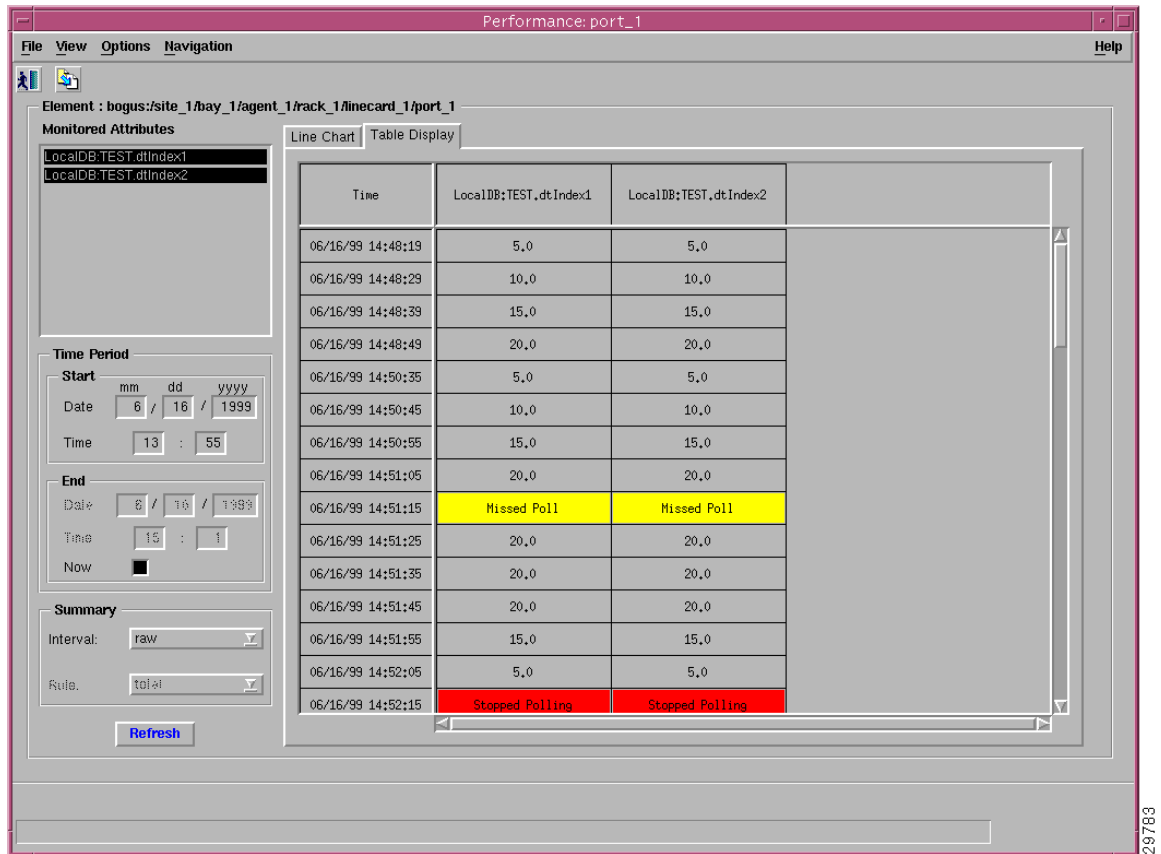 Performance: port_1
File View Options Navigation Help
Element : bogus:/site_1/bay_1/agent_1/rack_1/linecard_1/port_1
Monitored Attributes
LocalDB:TEST.dtIndex1
LocalDB:TEST.dtIndex2
Line Chart Table Display
Time LocalDB:TEST.dtIndex1 LocalDB:TEST.dtIndex2
06/16/99 14:48:19 5.0 5.0
06/16/99 14:48:29 10.0 10.0
06/16/99 14:48:39 15.0 15.0
06/16/99 14:48:49 20.0 20.0
06/16/99 14:50:35 5.0 5.0
06/16/99 14:50:45 10.0 10.0
06/16/99 14:50:55 15.0 15.0
06/16/99 14:51:05 20.0 20.0
06/16/99 14:51:15 Missed Poll Missed Poll
06/16/99 14:51:25 20.0 20.0
06/16/99 14:51:35 20.0 20.0
06/16/99 14:51:45 20.0 20.0
06/16/99 14:51:55 15.0 15.0
06/16/99 14:52:05 5.0 5.0
06/16/99 14:52:15 Stopped Polling Stopped Polling
Time Period
Start
mm dd yyyy
Date 6 / 16 / 1999
Time 13 : 55
End
Date 6 / 16 / 1999
Time 15 : 1
Now
Summary
Interval: raw
Rule: total
Refresh
29783